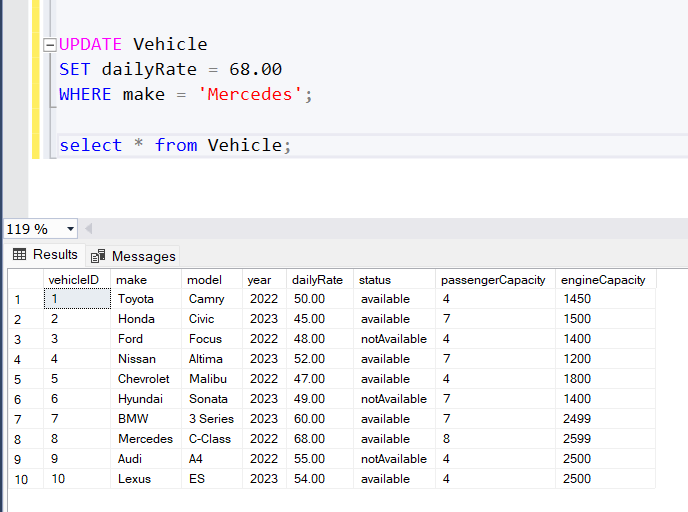 UPDATE Vehicle
SET dailyRate = 68.00
WHERE make = 'Mercedes';
select * from Vehicle;
119 %
Results Messages
vehicleID make model year dailyRate status passengerCapacity engineCapacity
1 1 Toyota Camry 2022 50.00 available 4 1450
2 2 Honda Civic 2023 45.00 available 7 1500
3 3 Ford Focus 2022 48.00 notAvailable 4 1400
4 4 Nissan Altima 2023 52.00 available 7 1200
5 5 Chevrolet Malibu 2022 47.00 available 4 1800
6 6 Hyundai Sonata 2023 49.00 notAvailable 7 1400
7 7 BMW 3 Series 2023 60.00 available 7 2499
8 8 Mercedes C-Class 2022 68.00 available 8 2599
9 9 Audi A4 2022 55.00 notAvailable 4 2500
10 10 Lexus ES 2023 54.00 available 4 2500